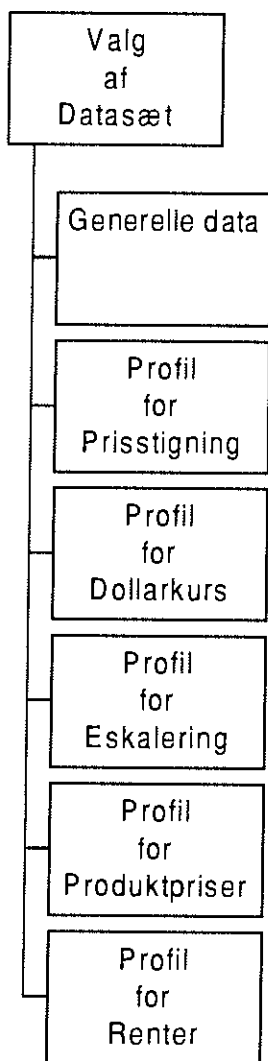 Valg
af
Datasæt
Generelle data
Profil
for
Prisstigning
Profil
for
Dollarkurs
Profil
for
Eskalering
Profil
for
Produktpriser
Profil
for
Renter